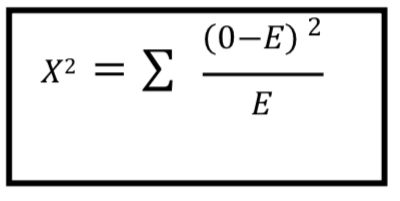 X² = ∑ (0−E)² / E